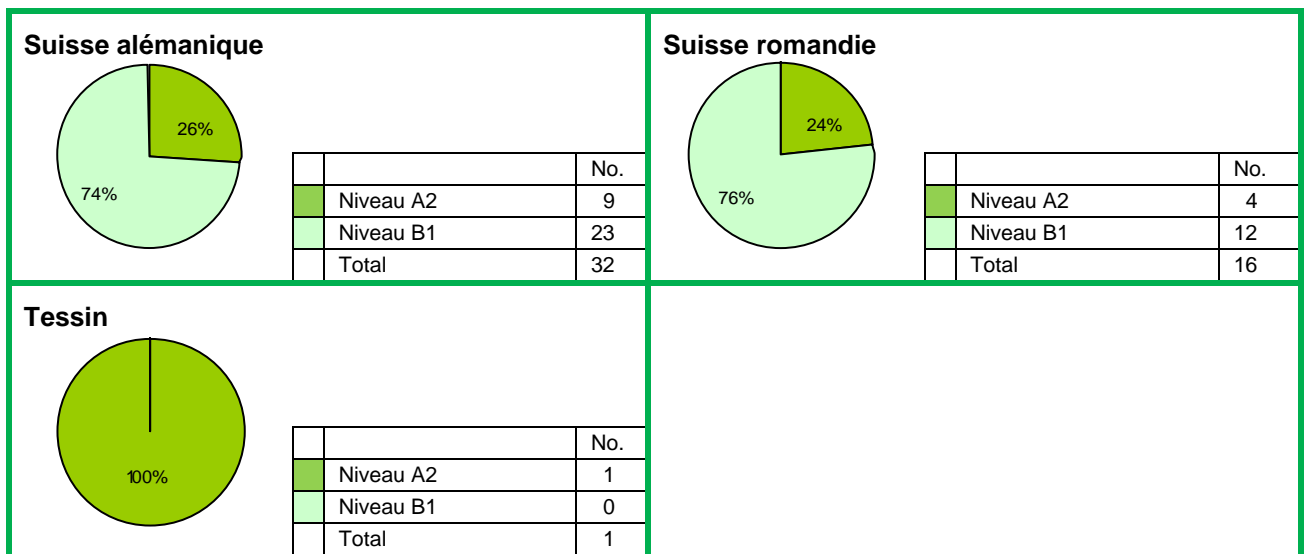 Suisse alémanique
26%
74%
No.
Niveau A2 9
Niveau B1 23
Total 32
Suisse romandie
24%
76%
No.
Niveau A2 4
Niveau B1 12
Total 16
Tessin
100%
No.
Niveau A2 1
Niveau B1 0
Total 1